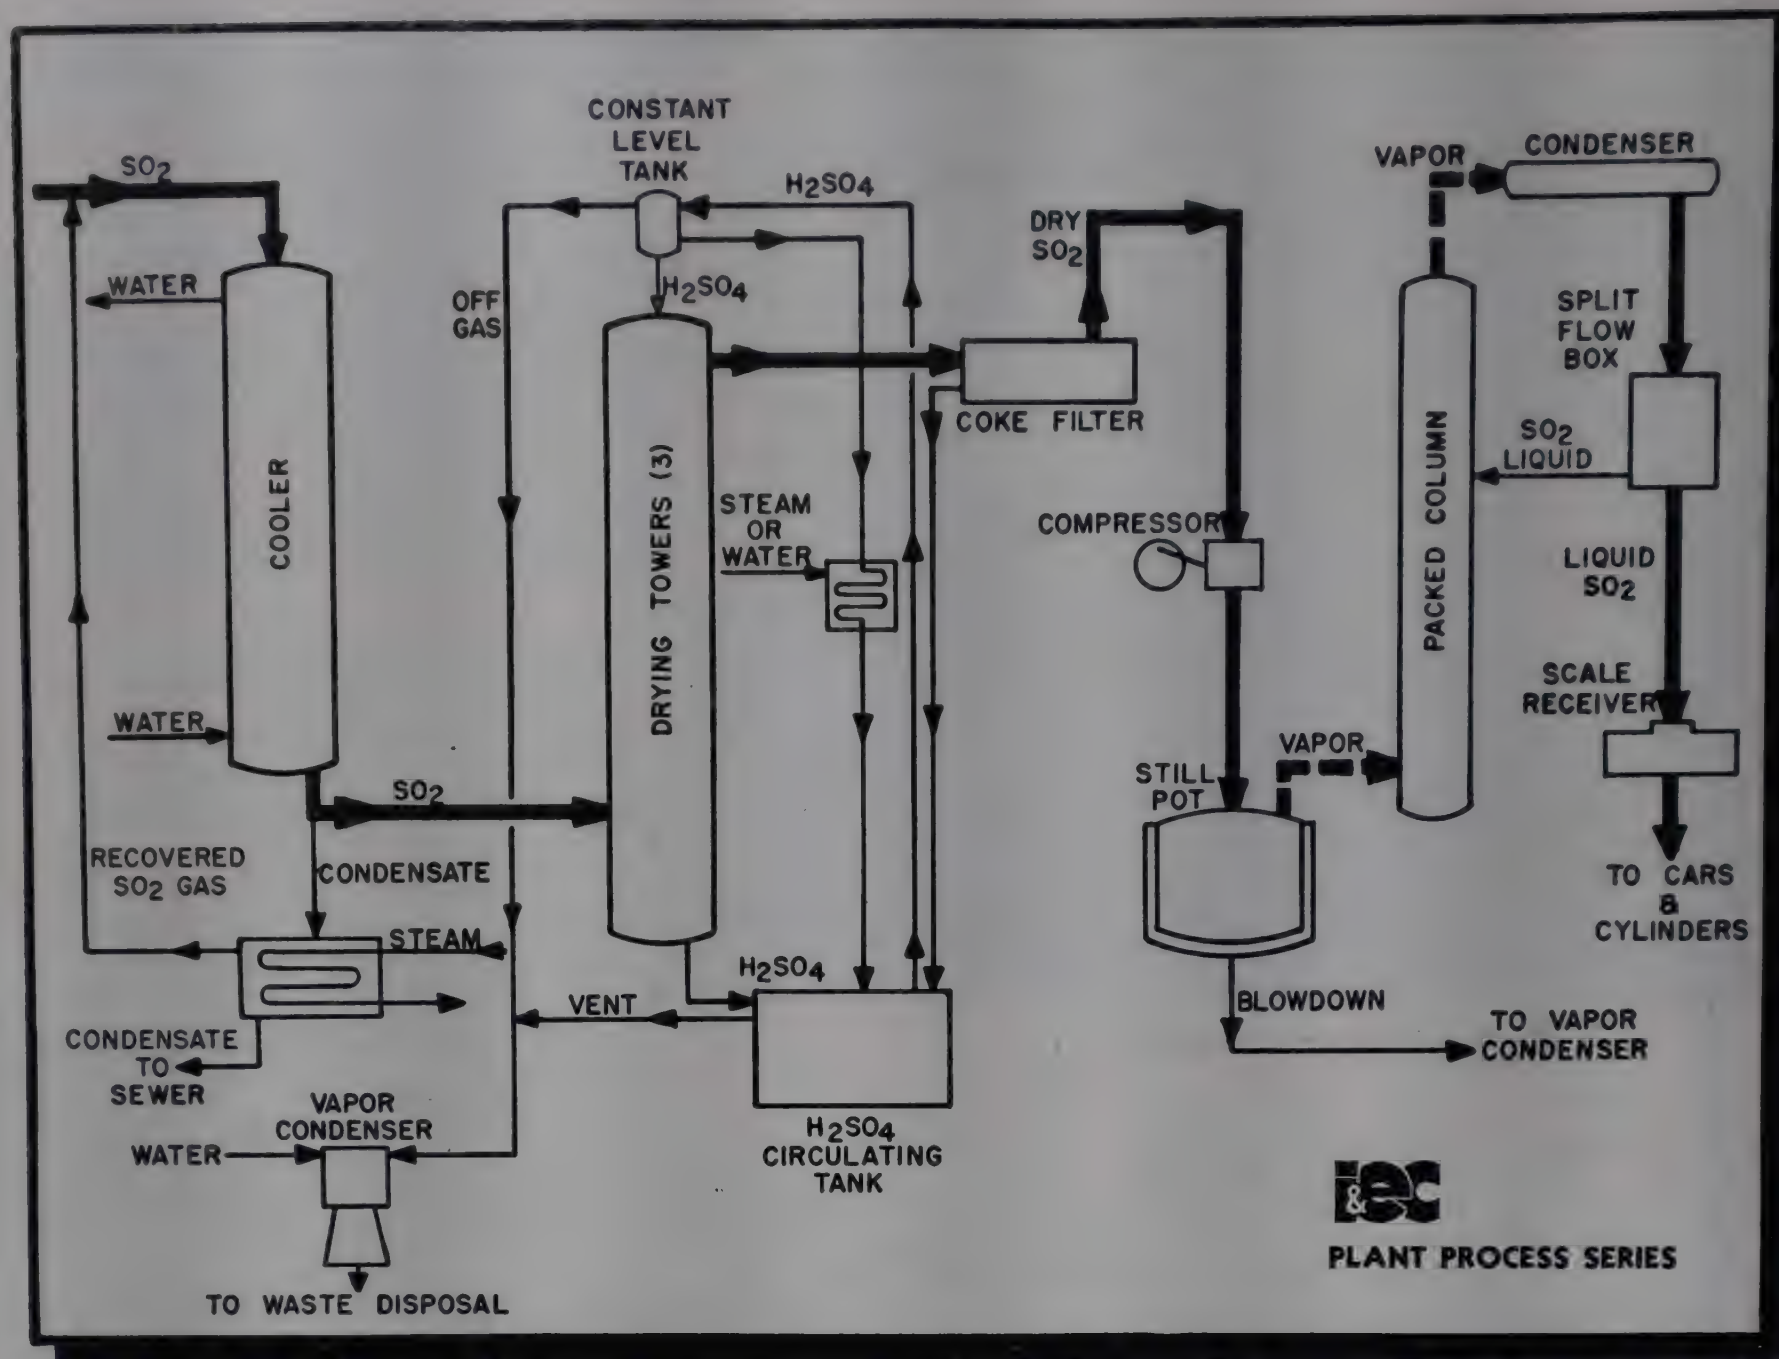 CONSTANT
LEVEL
TANK
SO2
H2SO4
VAPOR
CONDENSER
DRY
SO2
WATER
OFF
GAS
H2SO4
SPLIT
FLOW
BOX
COKE FILTER
SO2
LIQUID
COOLER
DRYING TOWERS (3)
STEAM
OR
WATER
COMPRESSOR
PACKED COLUMN
LIQUID
SO2
SCALE
RECEIVER
WATER
SO2
VAPOR
STILL
POT
RECOVERED
SO2 GAS
CONDENSATE
TO CARS
&
CYLINDERS
STEAM
H2SO4
VENT
BLOWDOWN
TO VAPOR
CONDENSER
CONDENSATE
TO
SEWER
VAPOR
CONDENSER
WATER
H2SO4
CIRCULATING
TANK
i&ec
PLANT PROCESS SERIES
TO WASTE DISPOSAL